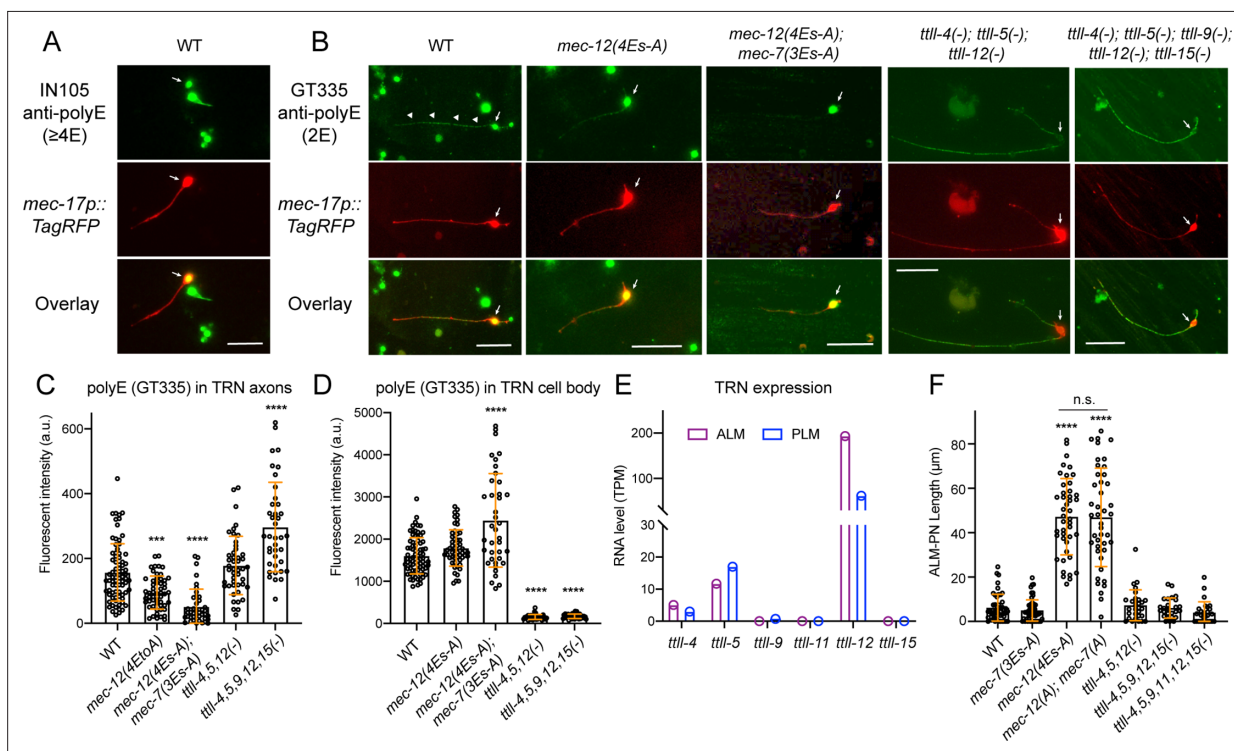 A
WT
IN105
anti-polyE
(≥4E)
mec-17p::
TagRFP
Overlay
B
WT
mec-12(4Es-A)
mec-12(4Es-A);
mec-7(3Es-A)
ttll-4(-); ttll-5(-);
ttll-12(-)
ttll-4(-); ttll-5(-); ttll-9(-);
ttll-12(-); ttll-15(-)
GT335
anti-polyE
(2E)
mec-17p::
TagRFP
Overlay
C
polyE (GT335) in TRN axons
Fluorescent intensity (a.u.)
600
400
200
0
***
****
****
WT
mec-12(4EtoA)
mec-12(4Es-A);
mec-7(3Es-A)
ttll-4,5,12(-)
ttll-4,5,9,12,15(-)
D
polyE (GT335) in TRN cell body
Fluorescent intensity (a.u.)
5000
4000
3000
2000
1000
0
****
****
****
WT
mec-12(4Es-A)
mec-12(4Es-A);
mec-7(3Es-A)
ttll-4,5,12(-)
ttll-4,5,9,12,15(-)
E
TRN expression
RNA level (TPM)
ALM
PLM
200
100
30
20
10
0
ttll-4
ttll-5
ttll-9
ttll-11
ttll-12
ttll-15
F
ALM-PN Length (μm)
n.s.
****
****
80
60
40
20
0
WT
mec-7(3Es-A)
mec-12(4Es-A)
mec-12(A); mec-7(A)
ttll-4,5,12(-)
ttll-4,5,9,12,15(-)
ttll-4,5,9,11,12,15(-)